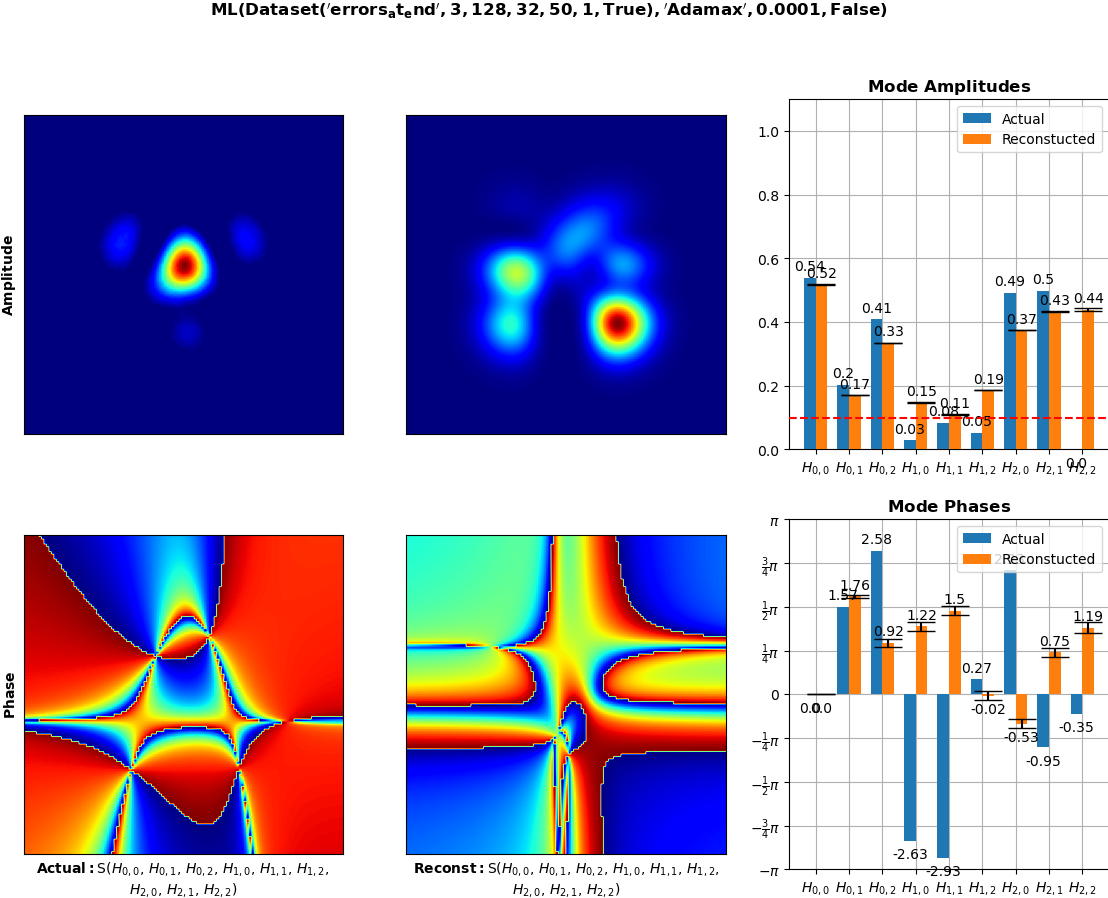 ML(Dataset('errors_at_end', 3, 128, 32, 50, 1, True), 'Adamax', 0.0001, False)
Mode Amplitudes
Amplitude
Actual
Reconstucted
1.0
0.8
0.6
0.4
0.2
0.0
0.54
0.52
0.2
0.17
0.41
0.33
0.03
0.15
0.08
0.11
0.05
0.19
0.49
0.37
0.5
0.43
0.0
0.44
H0,0 H0,1 H0,2 H1,0 H1,1 H1,2 H2,0 H2,1 H2,2
Mode Phases
Phase
Actual
Reconstucted
π
3/4π
1/2π
1/4π
0
−1/4π
−1/2π
−3/4π
−π
0.0
1.76
2.58
0.92
-2.63
1.22
-2.93
1.5
0.27
-0.02
-0.53
-0.95
0.75
-0.35
1.19
H0,0 H0,1 H0,2 H1,0 H1,1 H1,2 H2,0 H2,1 H2,2
Actual: S(H0,0, H0,1, H0,2, H1,0, H1,1, H1,2,
H2,0, H2,1, H2,2)
Reconst: S(H0,0, H0,1, H0,2, H1,0, H1,1, H1,2,
H2,0, H2,1, H2,2)